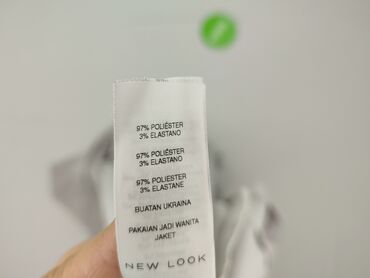 97% POLIÉSTER
3% ELASTANO
97% POLIÉSTER
3% ELASTANO
97% POLIESTER
3% ELASTANE
BUATAN UKRAINA
PAKAIAN JADI WANITA
JAKET
NEW LOOK